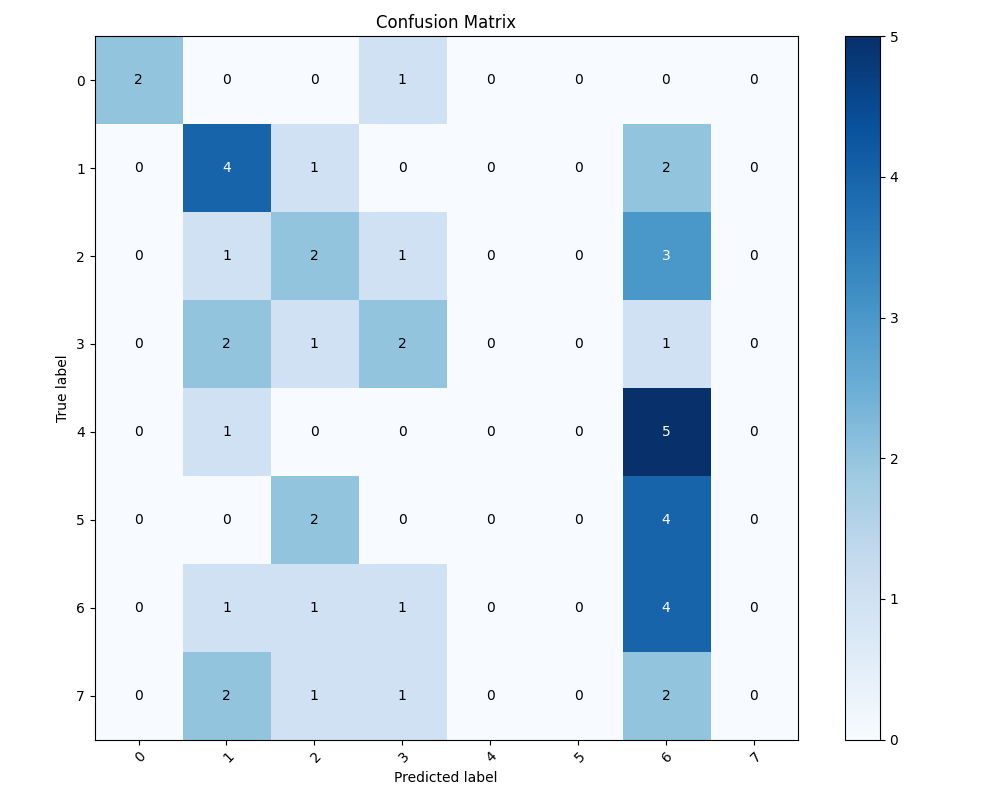 Confusion Matrix
0 2 0 0 1 0 0 0 0
1 0 4 1 0 0 0 2 0
2 0 1 2 1 0 0 3 0
3 0 2 1 2 0 0 1 0
4 0 1 0 0 0 0 5 0
5 0 0 2 0 0 0 4 0
6 0 1 1 1 0 0 4 0
7 0 2 1 1 0 0 2 0
0 1 2 3 4 5 6 7
True label
Predicted label
5
4
3
2
1
0